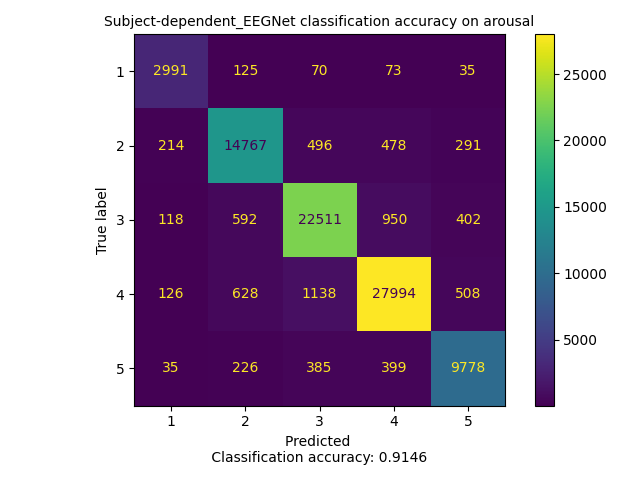 Subject-dependent_EEGNet classification accuracy on arousal
1 2991 125 70 73 35
2 214 14767 496 478 291
3 118 592 22511 950 402
4 126 628 1138 27994 508
5 35 226 385 399 9778
1 2 3 4 5
True label
Predicted
Classification accuracy: 0.9146
25000
20000
15000
10000
5000